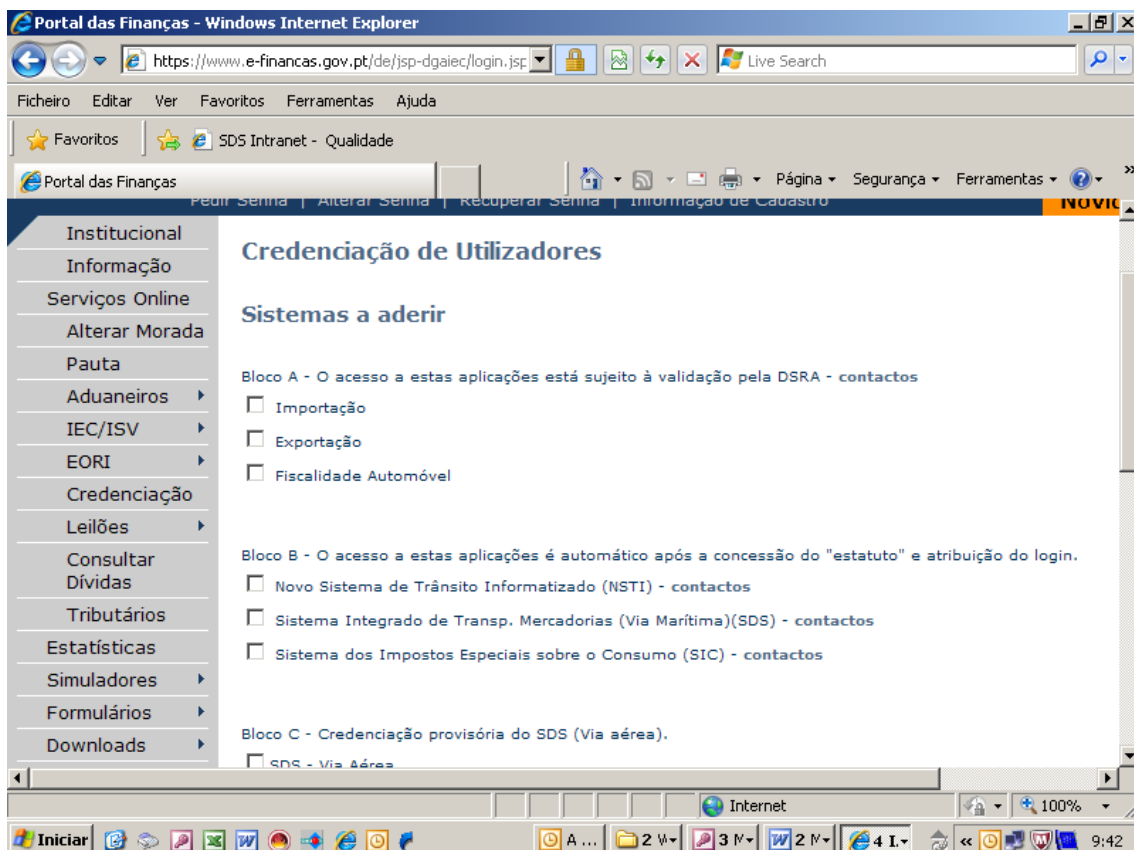 Portal das Finanças - Windows Internet Explorer
https://www.e-financas.gov.pt/de/jsp-dgaiec/login.jsp
Live Search
Ficheiro Editar Ver Favoritos Ferramentas Ajuda
Favoritos SDS Intranet - Qualidade
Portal das Finanças Página Segurança Ferramentas »
Pedir Senha | Alterar Senha | Recuperar Senha | Informação de Cadastro
Institucional
Informação
Serviços Online
Alterar Morada
Pauta
Aduaneiros
IEC/ISV
EORI
Credenciação
Leilões
Consultar
Dívidas
Tributários
Estatísticas
Simuladores
Formulários
Downloads
Credenciação de Utilizadores
Sistemas a aderir
Bloco A - O acesso a estas aplicações está sujeito à validação pela DSRA - contactos
Importação
Exportação
Fiscalidade Automóvel
Bloco B - O acesso a estas aplicações é automático após a concessão do "estatuto" e atribuição do login.
Novo Sistema de Trânsito Informatizado (NSTI) - contactos
Sistema Integrado de Transp. Mercadorias (Via Marítima)(SDS) - contactos
Sistema dos Impostos Especiais sobre o Consumo (SIC) - contactos
Bloco C - Credenciação provisória do SDS (Via aérea).
SDS - Via Aérea
Internet 100%
Iniciar A ... 2 3 2 4 I. « 9:42